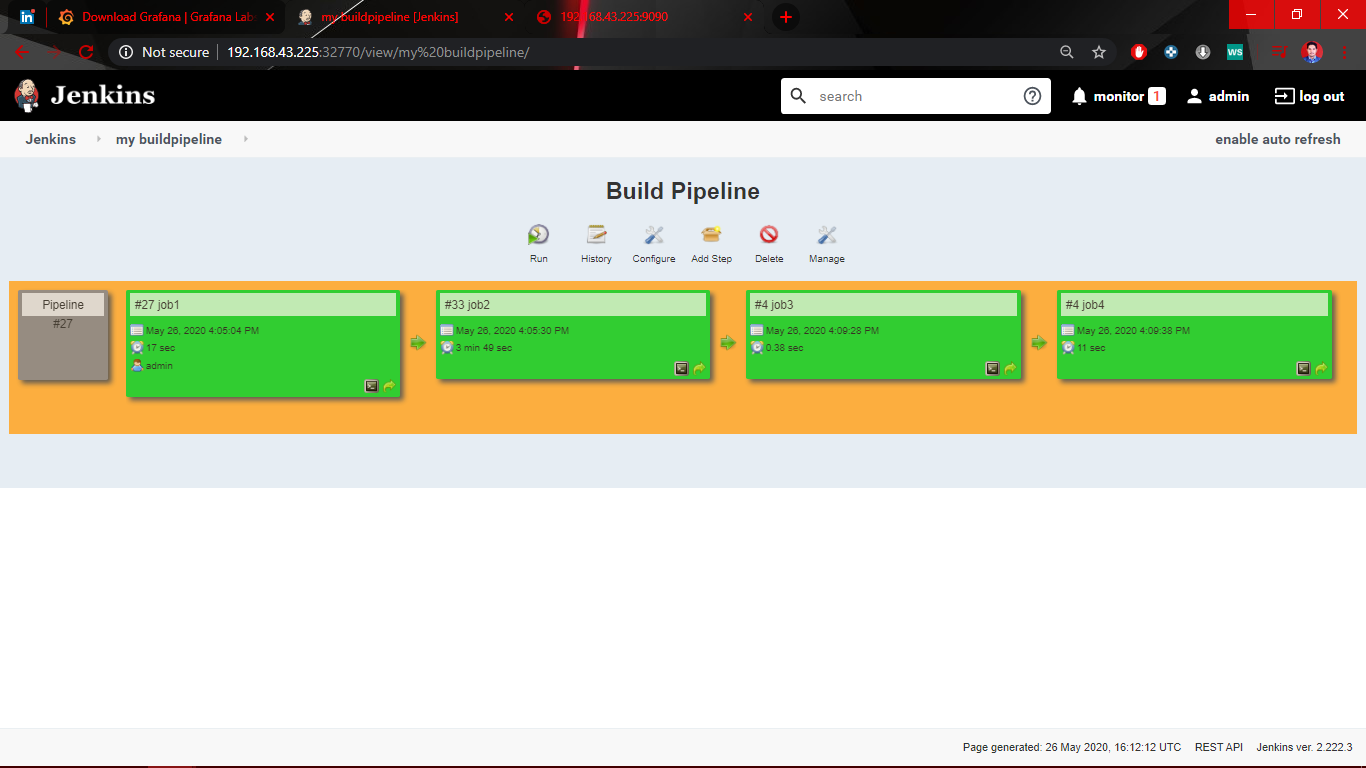 in
Download Grafana | Grafana Lab
my buildpipeline [Jenkins]
192.168.43.225:9090
Not secure
192.168.43.225:32770/view/my%20buildpipeline/
WS
Jenkins
search
monitor 1
admin
log out
Jenkins
my buildpipeline
enable auto refresh
Build Pipeline
Run
History
Configure
Add Step
Delete
Manage
Pipeline
#27
#27 job1
May 26, 2020 4:05:04 PM
17 sec
admin
#33 job2
May 26, 2020 4:05:30 PM
3 min 49 sec
#4 job3
May 26, 2020 4:09:28 PM
0.38 sec
#4 job4
May 26, 2020 4:09:38 PM
11 sec
Page generated: 26 May 2020, 16:12:12 UTC
REST API
Jenkins ver. 2.222.3